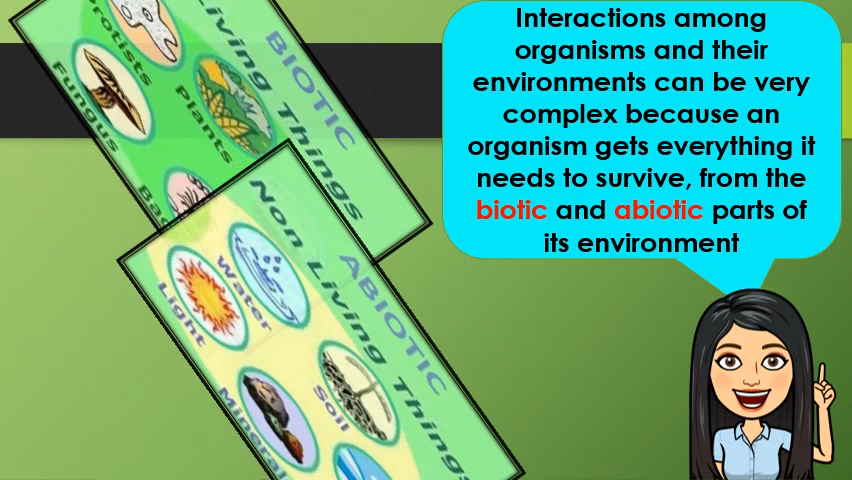 Interactions among
organisms and their
environments can be very
complex because an
organism gets everything it
needs to survive, from the
biotic and abiotic parts of
its environment
BIOTIC
Living Things
Fungus
Plants
ABIOTIC
Non Living Things
Light
Water
Soil